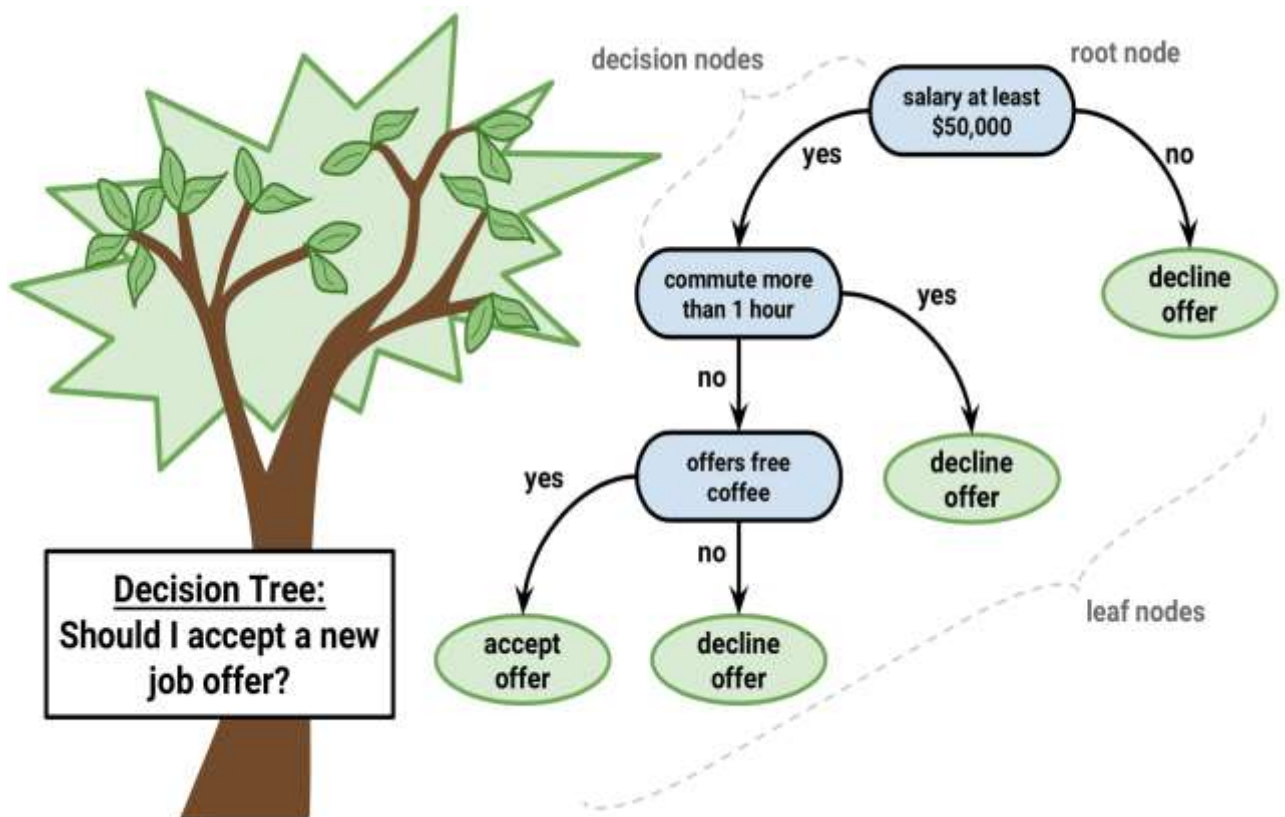 decision nodes
root node
salary at least
$50,000
yes
no
commute more
than 1 hour
yes
decline
offer
no
offers free
coffee
decline
offer
yes
no
Decision Tree:
Should I accept a new
job offer?
accept
offer
decline
offer
leaf nodes